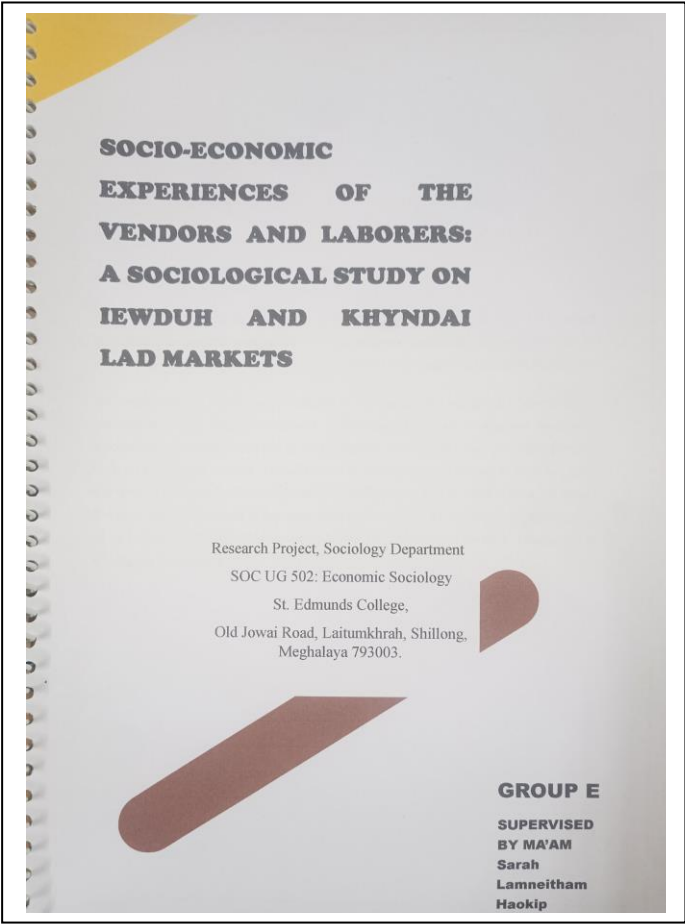 SOCIO-ECONOMIC
EXPERIENCES OF THE
VENDORS AND LABORERS:
A SOCIOLOGICAL STUDY ON
IEWDUH AND KHYNDAI
LAD MARKETS
Research Project, Sociology Department
SOC UG 502: Economic Sociology
St. Edmunds College,
Old Jowai Road, Laitumkhrah, Shillong,
Meghalaya 793003.
GROUP E
SUPERVISED
BY MA'AM
Sarah
Lamneitham
Haokip